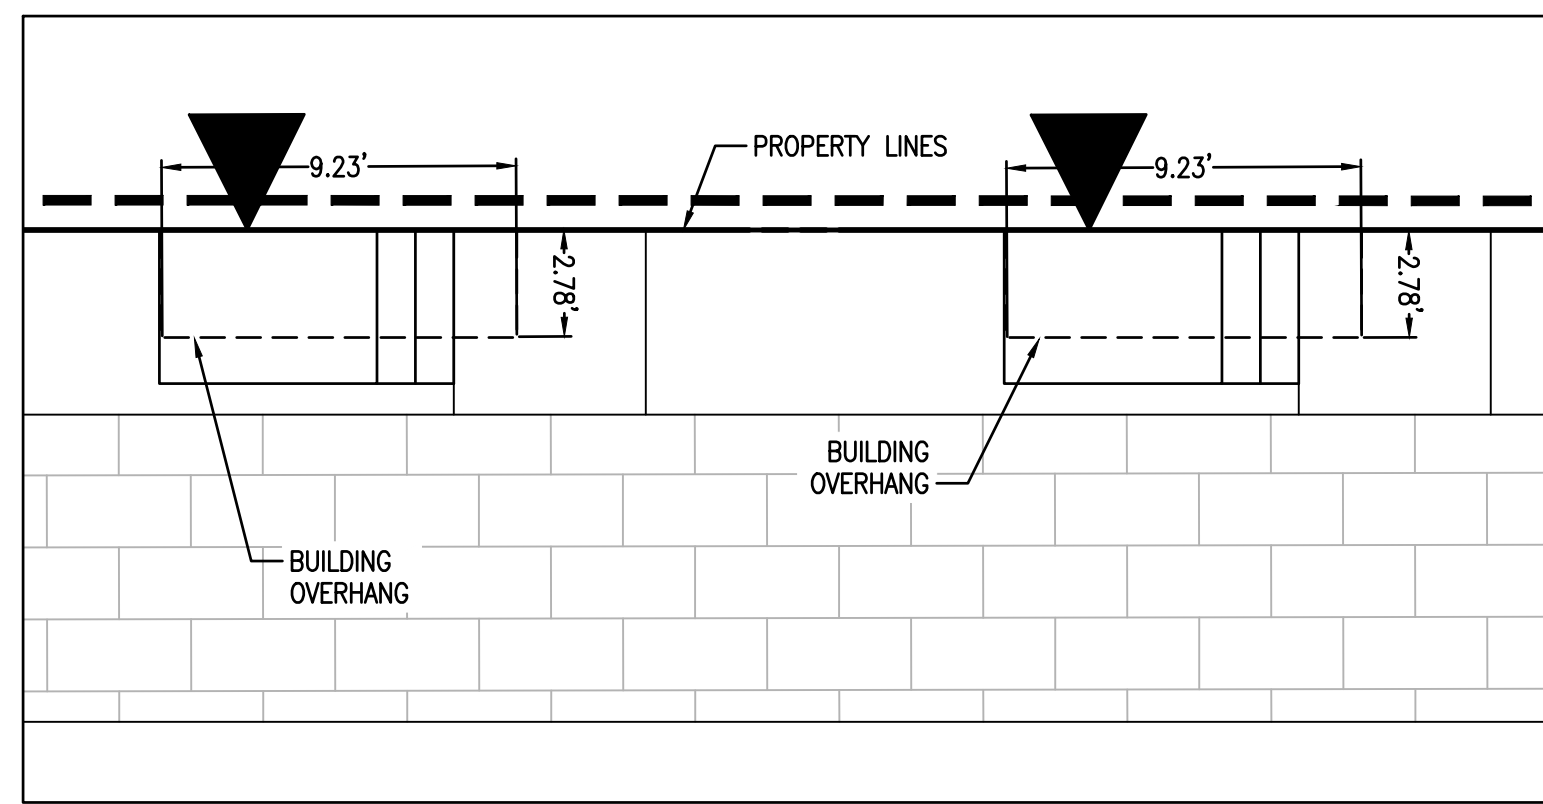 PROPERTY LINES
9.23'
9.23'
2.78'
2.78'
BUILDING
OVERHANG
BUILDING
OVERHANG